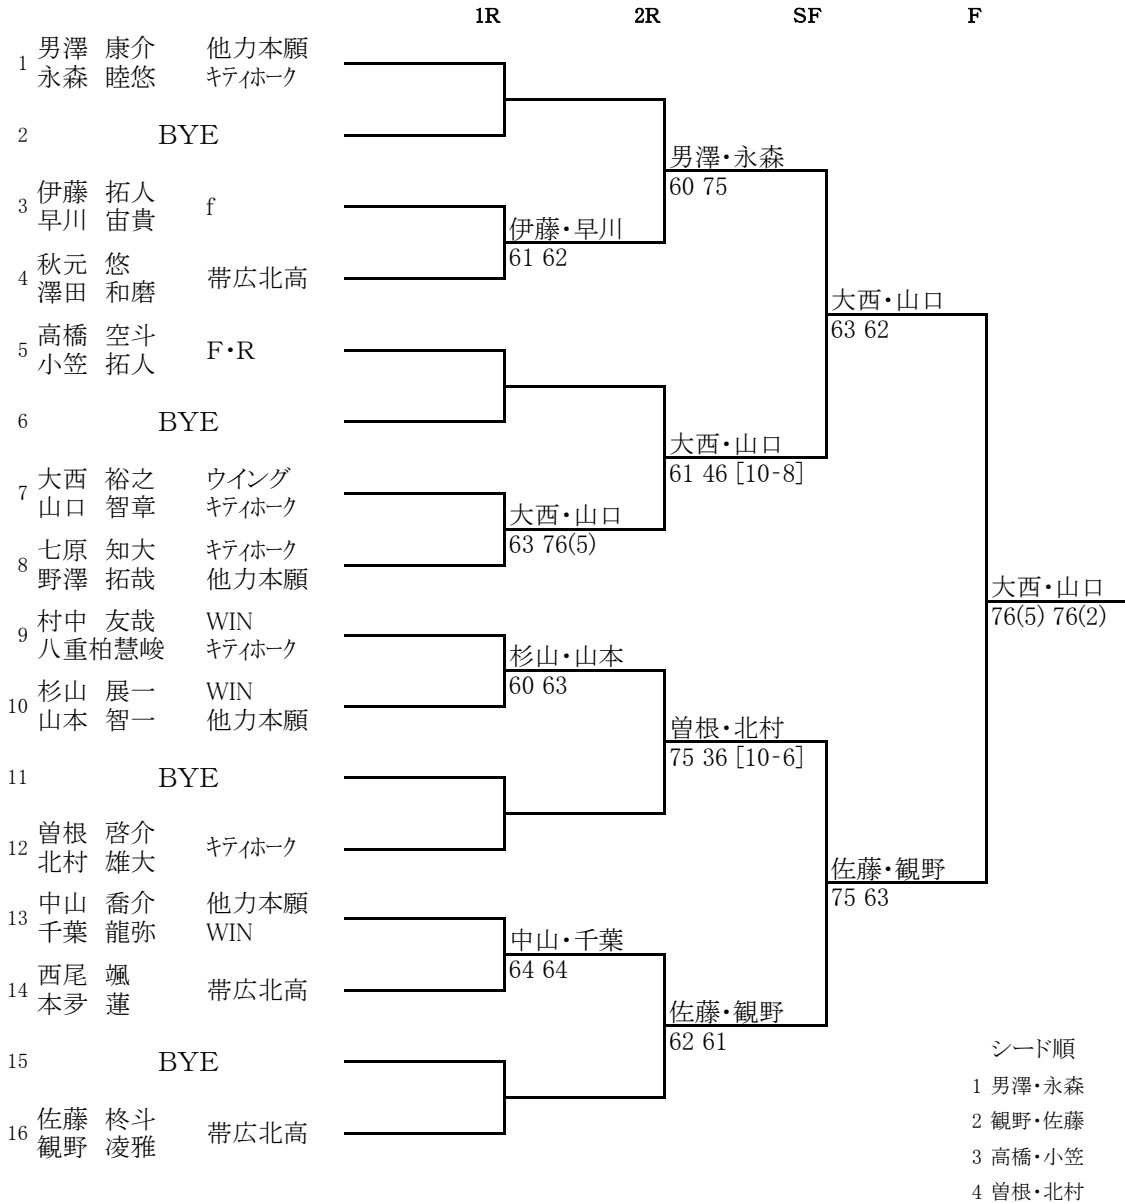 1R 2R SF F
1 男澤 康介 他力本願
永森 睦悠 ｷﾃｨﾎｰｸ
2 BYE
男澤・永森
60 75
3 伊藤 拓人 f
早川 宙貴
伊藤・早川
61 62
4 秋元 悠 帯広北高
澤田 和磨
大西・山口
63 62
5 高橋 空斗 F・R
小笠 拓人
6 BYE
大西・山口
61 46 [10-8]
7 大西 裕之 ウイング
山口 智章 ｷﾃｨﾎｰｸ
大西・山口
63 76(5)
8 七原 知大 ｷﾃｨﾎｰｸ
野澤 拓哉 他力本願
大西・山口
76(5) 76(2)
9 村中 友哉 WIN
八重柏慧峻 ｷﾃｨﾎｰｸ
杉山・山本
60 63
10 杉山 展一 WIN
山本 智一 他力本願
曽根・北村
75 36 [10-6]
11 BYE
12 曽根 啓介 ｷﾃｨﾎｰｸ
北村 雄大
佐藤・観野
75 63
13 中山 喬介 他力本願
千葉 龍弥 WIN
中山・千葉
64 64
14 西尾 颯 帯広北高
本夛 蓮
佐藤・観野
62 61
15 BYE
16 佐藤 柊斗 帯広北高
観野 凌雅
シード順
1 男澤・永森
2 観野・佐藤
3 高橋・小笠
4 曽根・北村